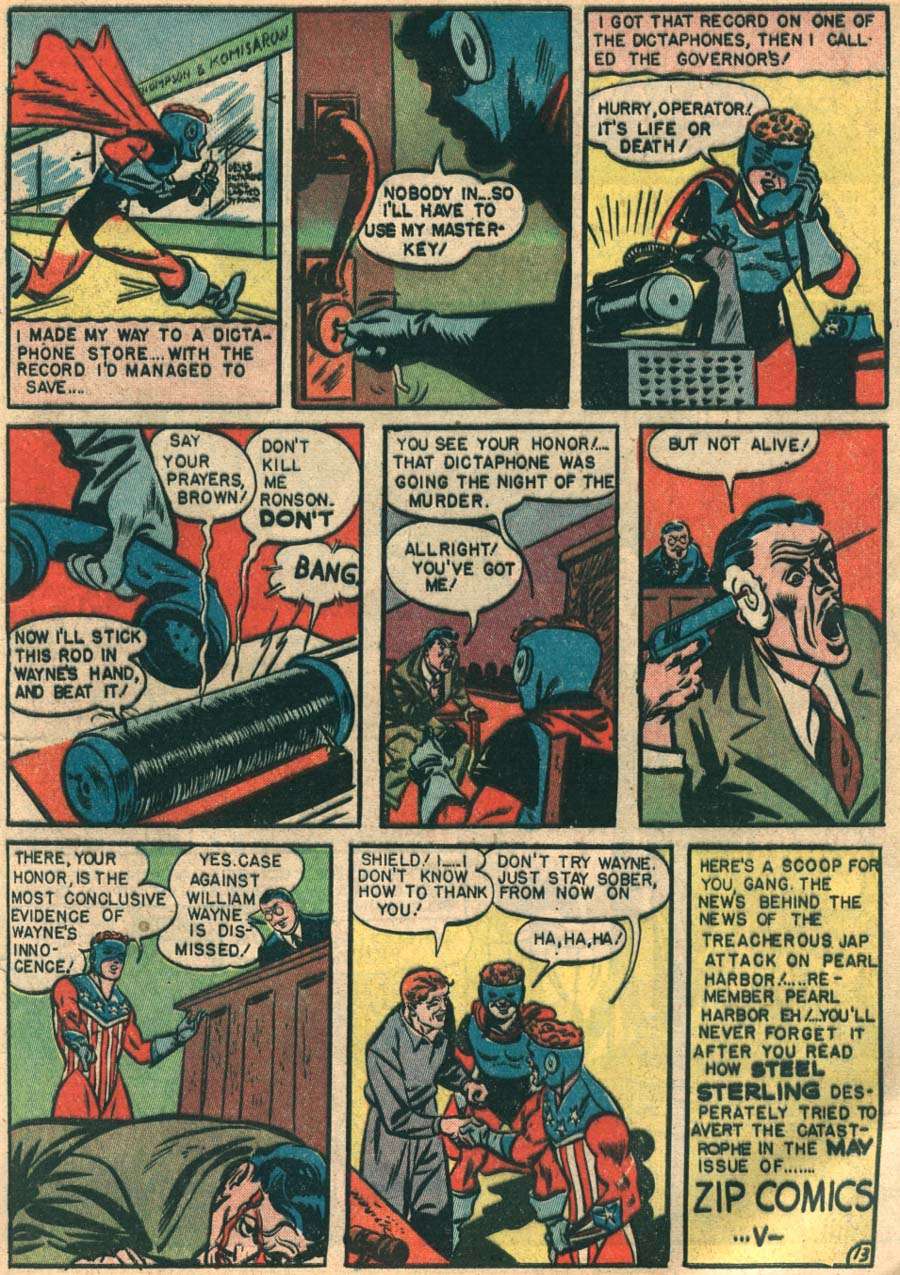 THOMPSON & KOMISAROW
DESKS
I MADE MY WAY TO A DICTA-
PHONE STORE...WITH THE
RECORD I'D MANAGED TO
SAVE....
NOBODY IN....SO
I'LL HAVE TO
USE MY MASTER-
KEY!
I GOT THAT RECORD ON ONE OF
THE DICTAPHONES, THEN I CALL-
ED THE GOVERNOR'S!
HURRY, OPERATOR!
IT'S LIFE OR
DEATH!
SAY
YOUR
PRAYERS,
BROWN!
DON'T
KILL
ME
RONSON.
DON'T
BANG.
NOW I'LL STICK
THIS ROD IN
WAYNE'S HAND,
AND BEAT IT!
YOU SEE YOUR HONOR!....
THAT DICTAPHONE WAS
GOING THE NIGHT OF THE
MURDER.
ALLRIGHT!
YOU'VE GOT
ME!
BUT NOT ALIVE!
THERE, YOUR
HONOR, IS THE
MOST CONCLUSIVE
EVIDENCE OF
WAYNE'S
INNO-
CENCE!
YES. CASE
AGAINST
WILLIAM
WAYNE
IS DIS-
MISSED!
SHIELD! I.....I
DON'T KNOW
HOW TO THANK
YOU!
DON'T TRY WAYNE.
JUST STAY SOBER,
FROM NOW ON
HA, HA, HA!
HERE'S A SCOOP FOR
YOU, GANG. THE
NEWS BEHIND THE
NEWS OF THE
TREACHEROUS JAP
ATTACK ON PEARL
HARBOR!....RE-
MEMBER PEARL
HARBOR EH!...YOU'LL
NEVER FORGET IT
AFTER YOU READ
HOW STEEL
STERLING DES-
PERATELY TRIED TO
AVERT THE CATAST-
ROPHE IN THE MAY
ISSUE OF.......
ZIP COMICS
...V—
13